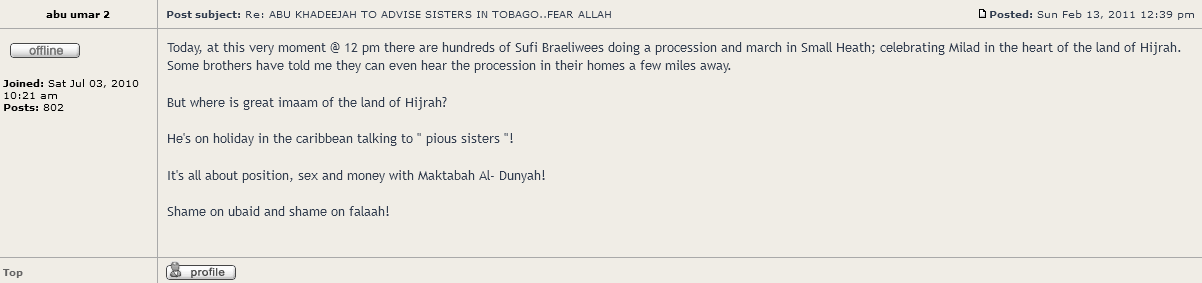 abu umar 2
Post subject: Re: ABU KHADEEJAH TO ADVISE SISTERS IN TOBAGO..FEAR ALLAH
Posted: Sun Feb 13, 2011 12:39 pm
offline
Joined: Sat Jul 03, 2010
10:21 am
Posts: 802
Today, at this very moment @ 12 pm there are hundreds of Sufi Braeliwees doing a procession and march in Small Heath; celebrating Milad in the heart of the land of Hijrah.
Some brothers have told me they can even hear the procession in their homes a few miles away.
But where is great imaam of the land of Hijrah?
He's on holiday in the caribbean talking to " pious sisters "!
It's all about position, sex and money with Maktabah Al- Dunyah!
Shame on ubaid and shame on falaah!
Top
profile